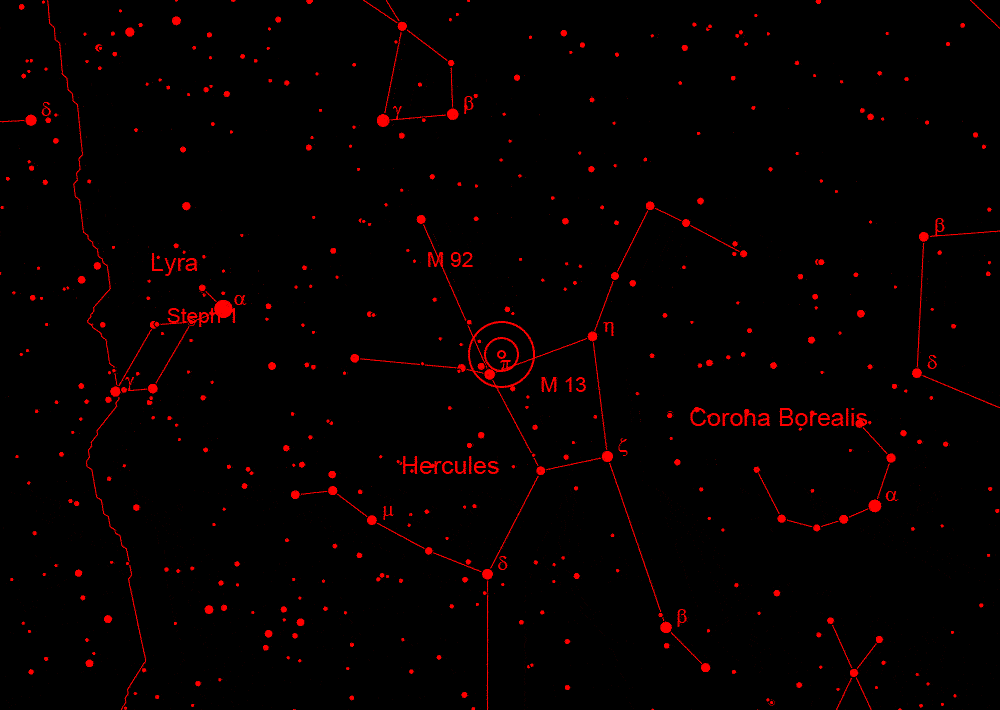 γ
β
δ
β
M 92
Lyra
α
Steph 1
η
π
δ
γ
M 13
Corona Borealis
ζ
Hercules
α
μ
δ
β